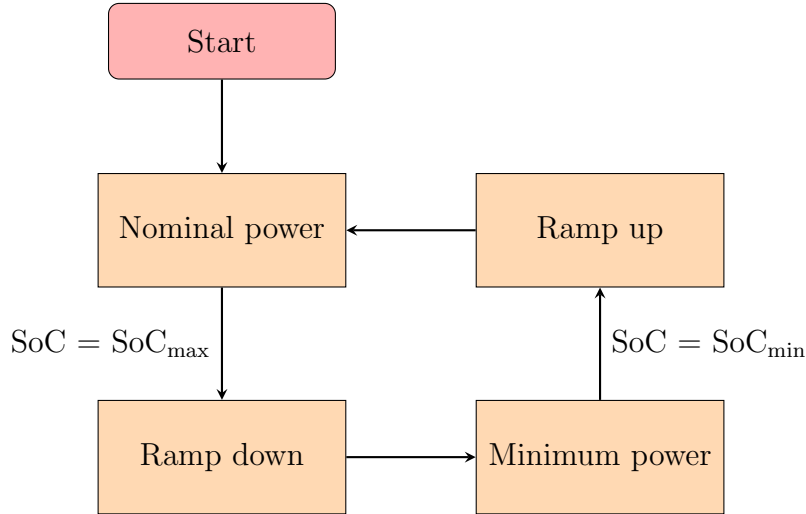 Start
Nominal power
Ramp up
SoC = SoC_max
SoC = SoC_min
Ramp down
Minimum power